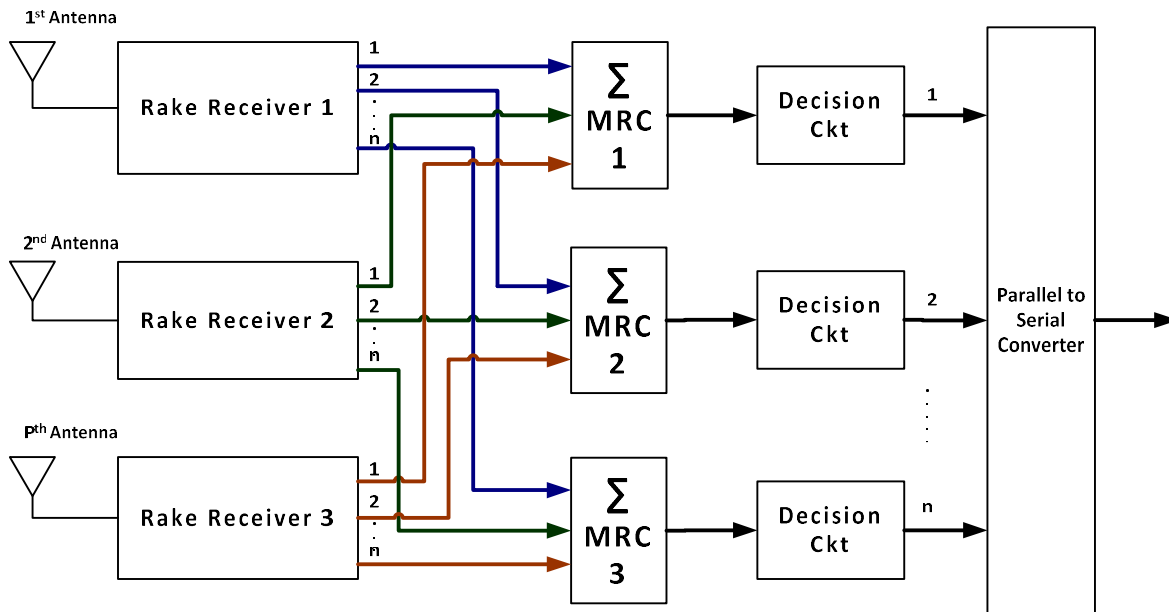 1st Antenna
Rake Receiver 1
1
2
n
Σ
MRC
1
Decision
Ckt
1
2nd Antenna
Rake Receiver 2
1
2
n
Σ
MRC
2
Decision
Ckt
2
Parallel to
Serial
Converter
Pth Antenna
Rake Receiver 3
1
2
n
Σ
MRC
3
Decision
Ckt
n